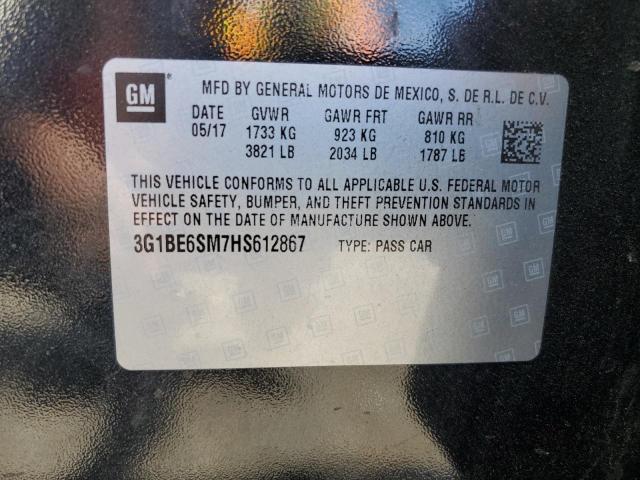 GM
MFD BY GENERAL MOTORS DE MEXICO, S. DE R.L. DE C.V.
DATE GVWR GAWR FRT GAWR RR
05/17 1733 KG 923 KG 810 KG
3821 LB 2034 LB 1787 LB
THIS VEHICLE CONFORMS TO ALL APPLICABLE U.S. FEDERAL MOTOR
VEHICLE SAFETY, BUMPER, AND THEFT PREVENTION STANDARDS IN
EFFECT ON THE DATE OF MANUFACTURE SHOWN ABOVE.
3G1BE6SM7HS612867 TYPE: PASS CAR